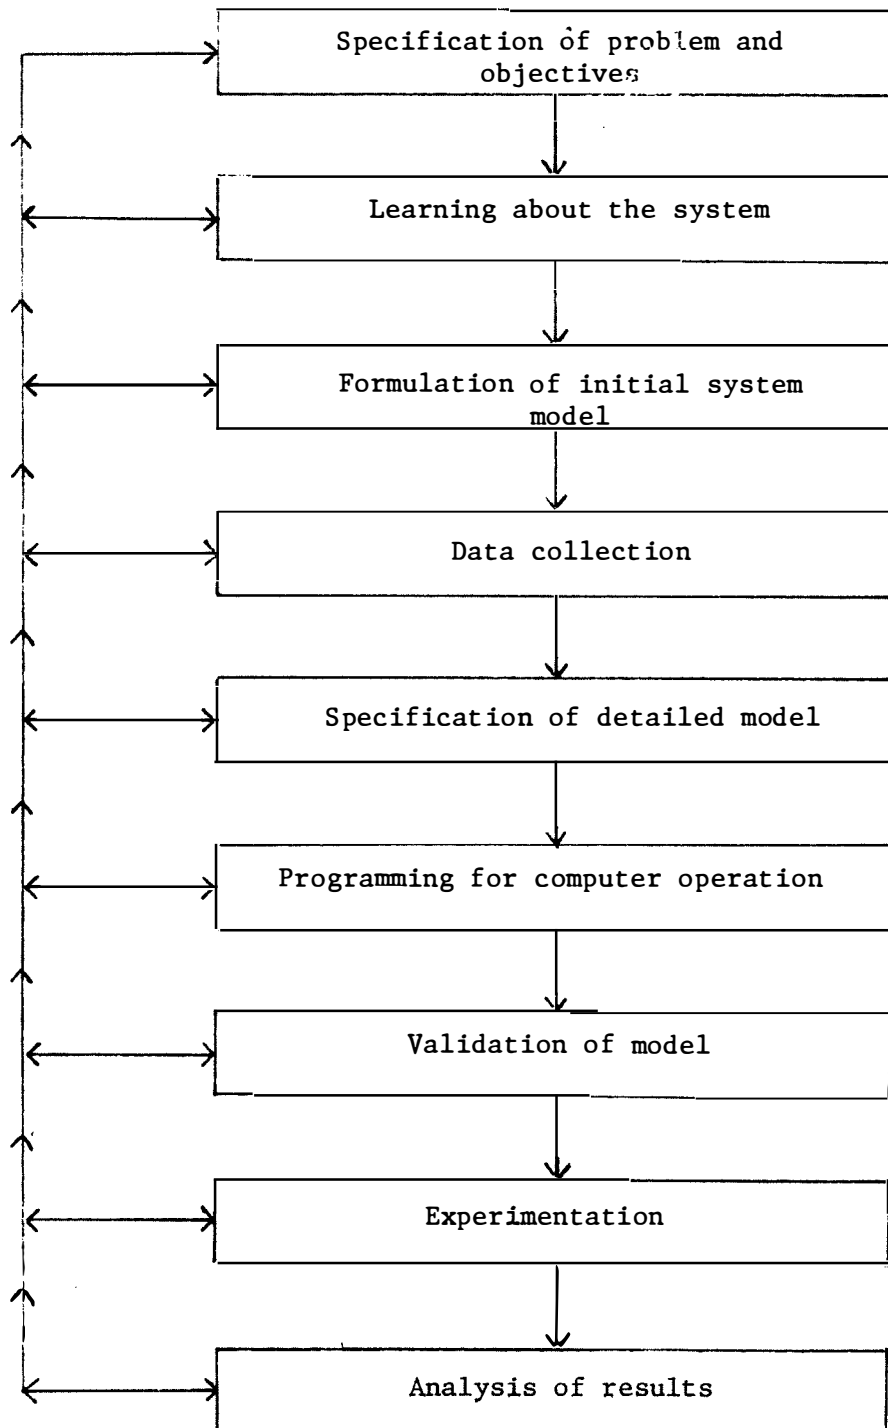 Specification of problem and
objectives
Learning about the system
Formulation of initial system
model
Data collection
Specification of detailed model
Programming for computer operation
Validation of model
Experimentation
Analysis of results